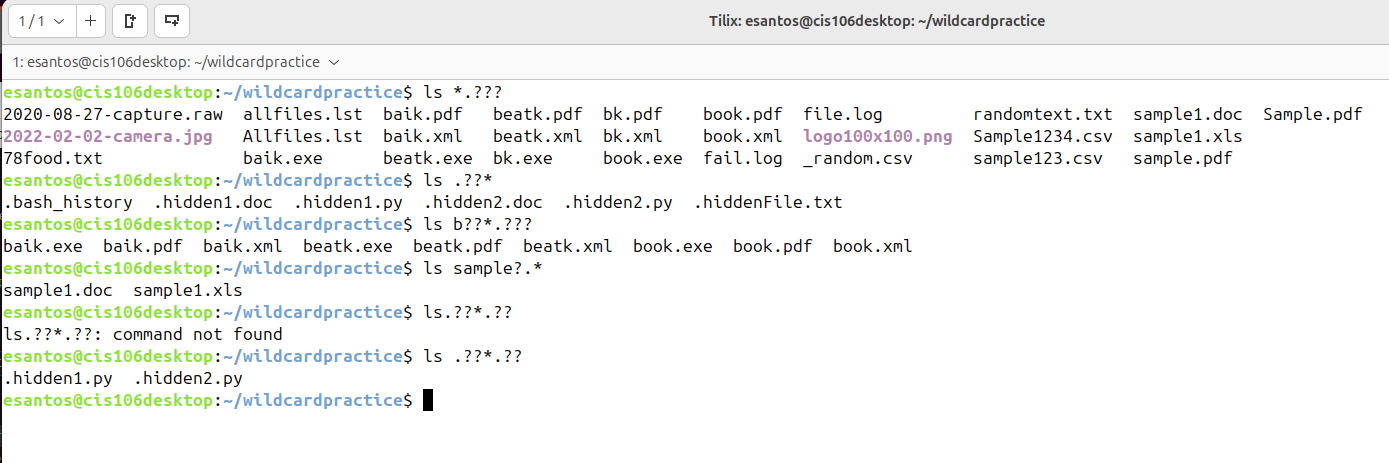 1 / 1
Tilix: esantos@cis106desktop: ~/wildcardpractice
1: esantos@cis106desktop: ~/wildcardpractice
esantos@cis106desktop:~/wildcardpractice$ ls *.???
2020-08-27-capture.raw  allfiles.lst  baik.pdf   beatk.pdf  bk.pdf    book.pdf  file.log         randomtext.txt  sample1.doc  Sample.pdf
2022-02-02-camera.jpg   Allfiles.lst  baik.xml   beatk.xml  bk.xml    book.xml  logo100x100.png  Sample1234.csv  sample1.xls
78food.txt              baik.exe      beatk.exe  bk.exe     book.exe  fail.log  _random.csv      sample123.csv   sample.pdf
esantos@cis106desktop:~/wildcardpractice$ ls .??*
.bash_history  .hidden1.doc  .hidden1.py  .hidden2.doc  .hidden2.py  .hiddenFile.txt
esantos@cis106desktop:~/wildcardpractice$ ls b??*.???
baik.exe  baik.pdf  baik.xml  beatk.exe  beatk.pdf  beatk.xml  book.exe  book.pdf  book.xml
esantos@cis106desktop:~/wildcardpractice$ ls sample?.*
sample1.doc  sample1.xls
esantos@cis106desktop:~/wildcardpractice$ ls.??*.??
ls.??*.??: command not found
esantos@cis106desktop:~/wildcardpractice$ ls .??*.??
.hidden1.py  .hidden2.py
esantos@cis106desktop:~/wildcardpractice$